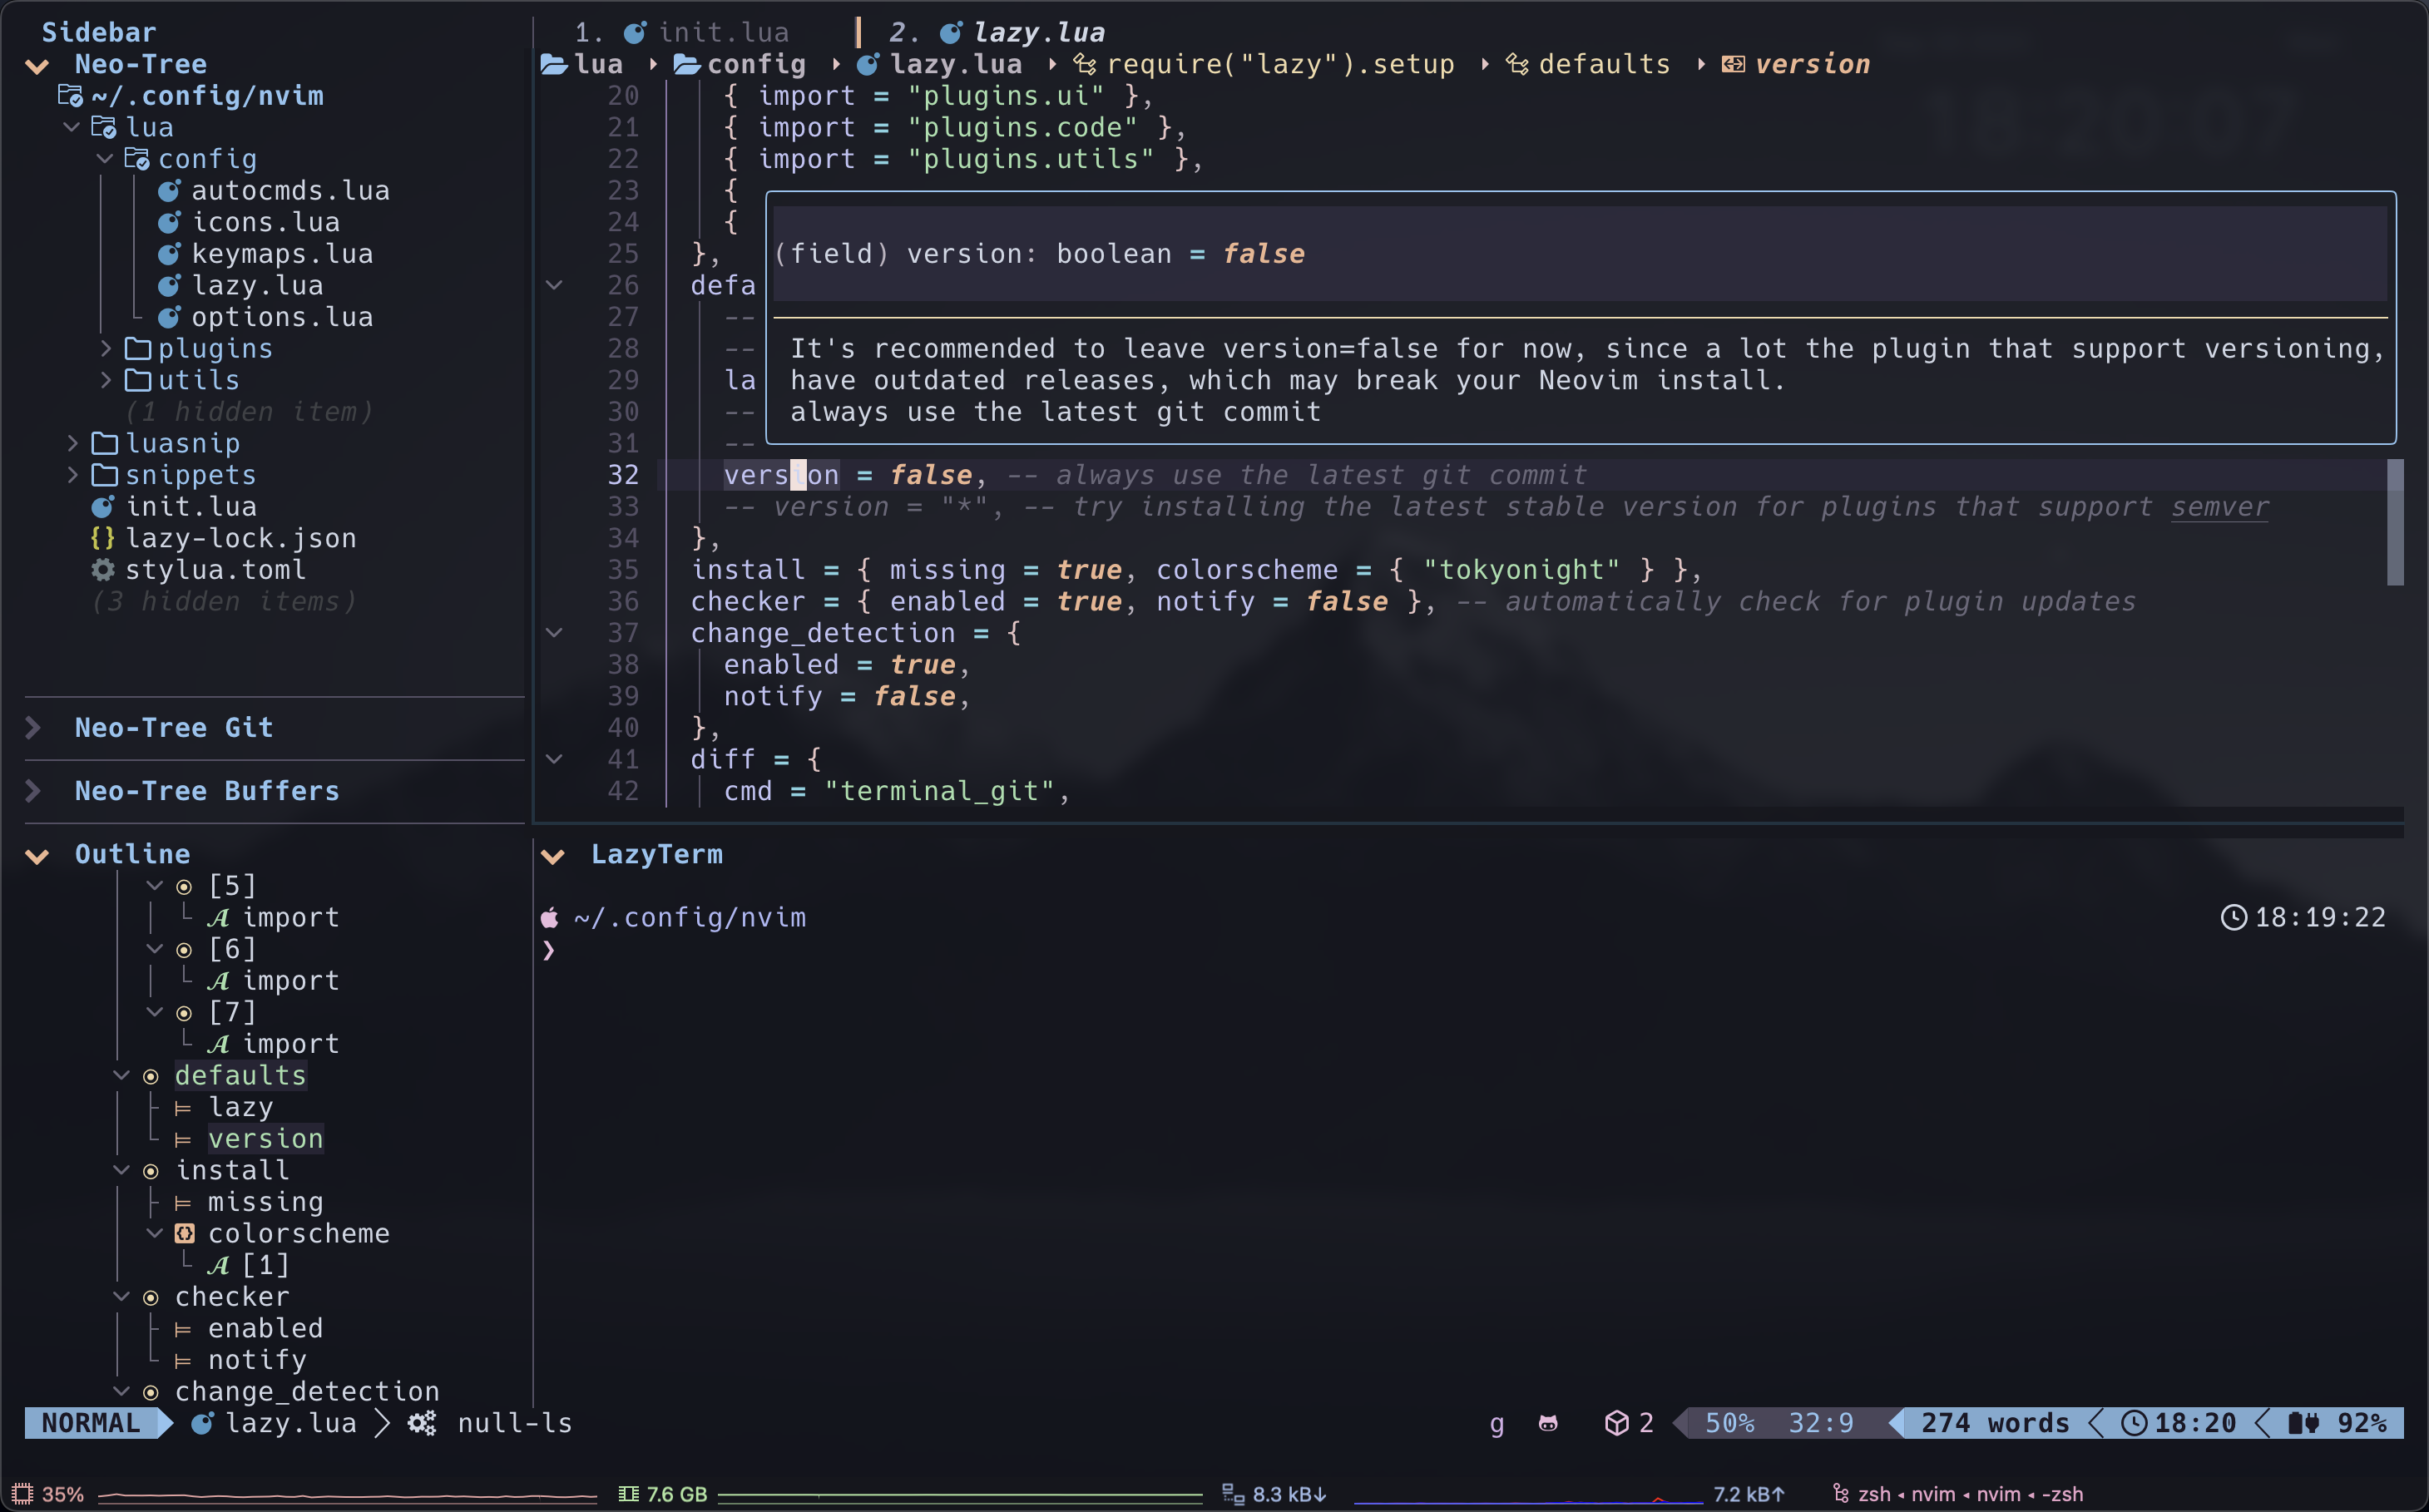 Sidebar
Neo-Tree
~/.config/nvim
lua
config
autocmds.lua
icons.lua
keymaps.lua
lazy.lua
options.lua
plugins
utils
(1 hidden item)
luasnip
snippets
init.lua
lazy-lock.json
stylua.toml
(3 hidden items)
Neo-Tree Git
Neo-Tree Buffers
Outline
[5]
import
[6]
import
[7]
import
defaults
lazy
version
install
missing
colorscheme
[1]
checker
enabled
notify
change_detection
1. init.lua 2. lazy.lua
lua config lazy.lua require("lazy").setup defaults version
18:20:07
20 { import = "plugins.ui" },
21 { import = "plugins.code" },
22 { import = "plugins.utils" },
23 {
24 {
25 },
26 defa
27 --
28 --
29 la
30 --
31 --
(field) version: boolean = false
It's recommended to leave version=false for now, since a lot the plugin that support versioning,
have outdated releases, which may break your Neovim install.
always use the latest git commit
32 version = false, -- always use the latest git commit
33 -- version = "*", -- try installing the latest stable version for plugins that support semver
34 },
35 install = { missing = true, colorscheme = { "tokyonight" } },
36 checker = { enabled = true, notify = false }, -- automatically check for plugin updates
37 change_detection = {
38 enabled = true,
39 notify = false,
40 },
41 diff = {
42 cmd = "terminal_git",
LazyTerm
~/.config/nvim 18:19:22
❯
NORMAL lazy.lua null-ls g 2 50% 32:9 274 words 18:20 92%
35% 7.6 GB 8.3 kB↓ 7.2 kB↑ zsh ◂ nvim ◂ nvim ◂ -zsh